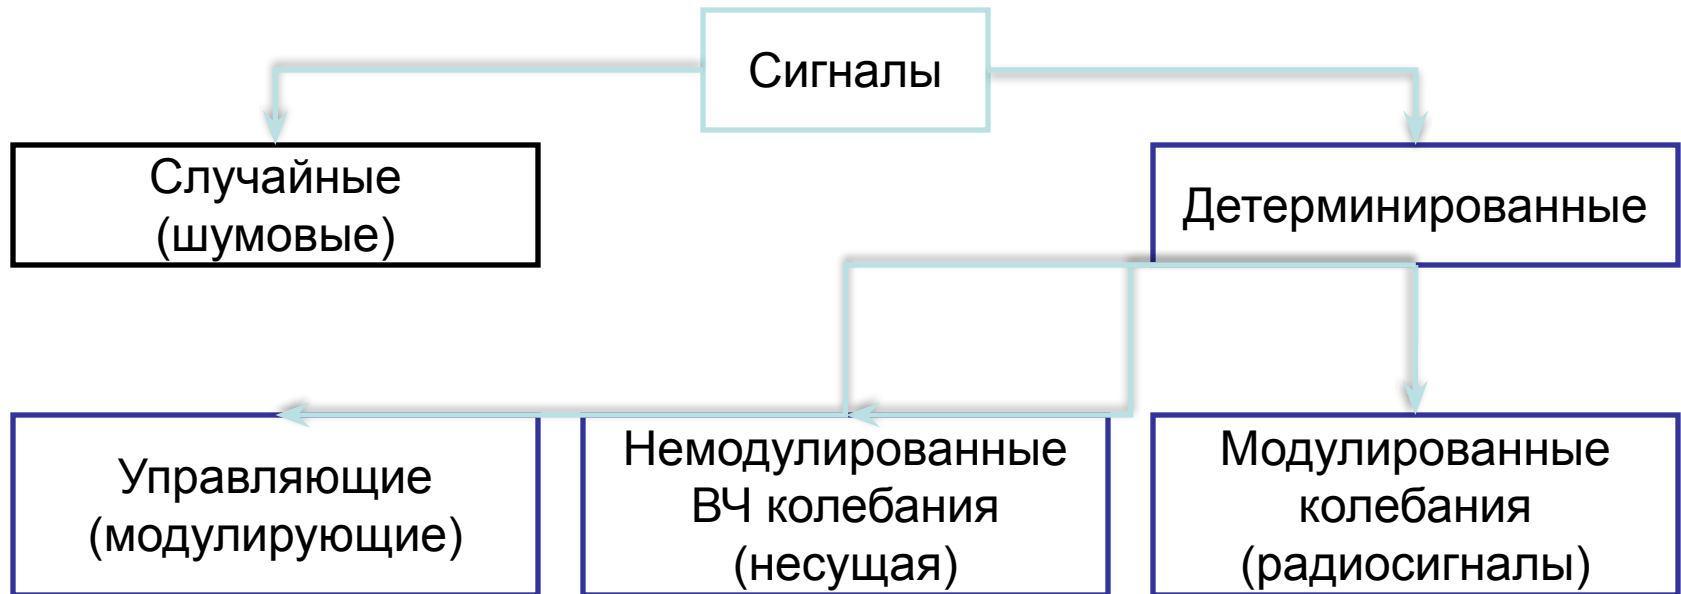 Сигналы
Случайные
(шумовые)
Детерминированные
Управляющие
(модулирующие)
Немодулированные
ВЧ колебания
(несущая)
Модулированные
колебания
(радиосигналы)